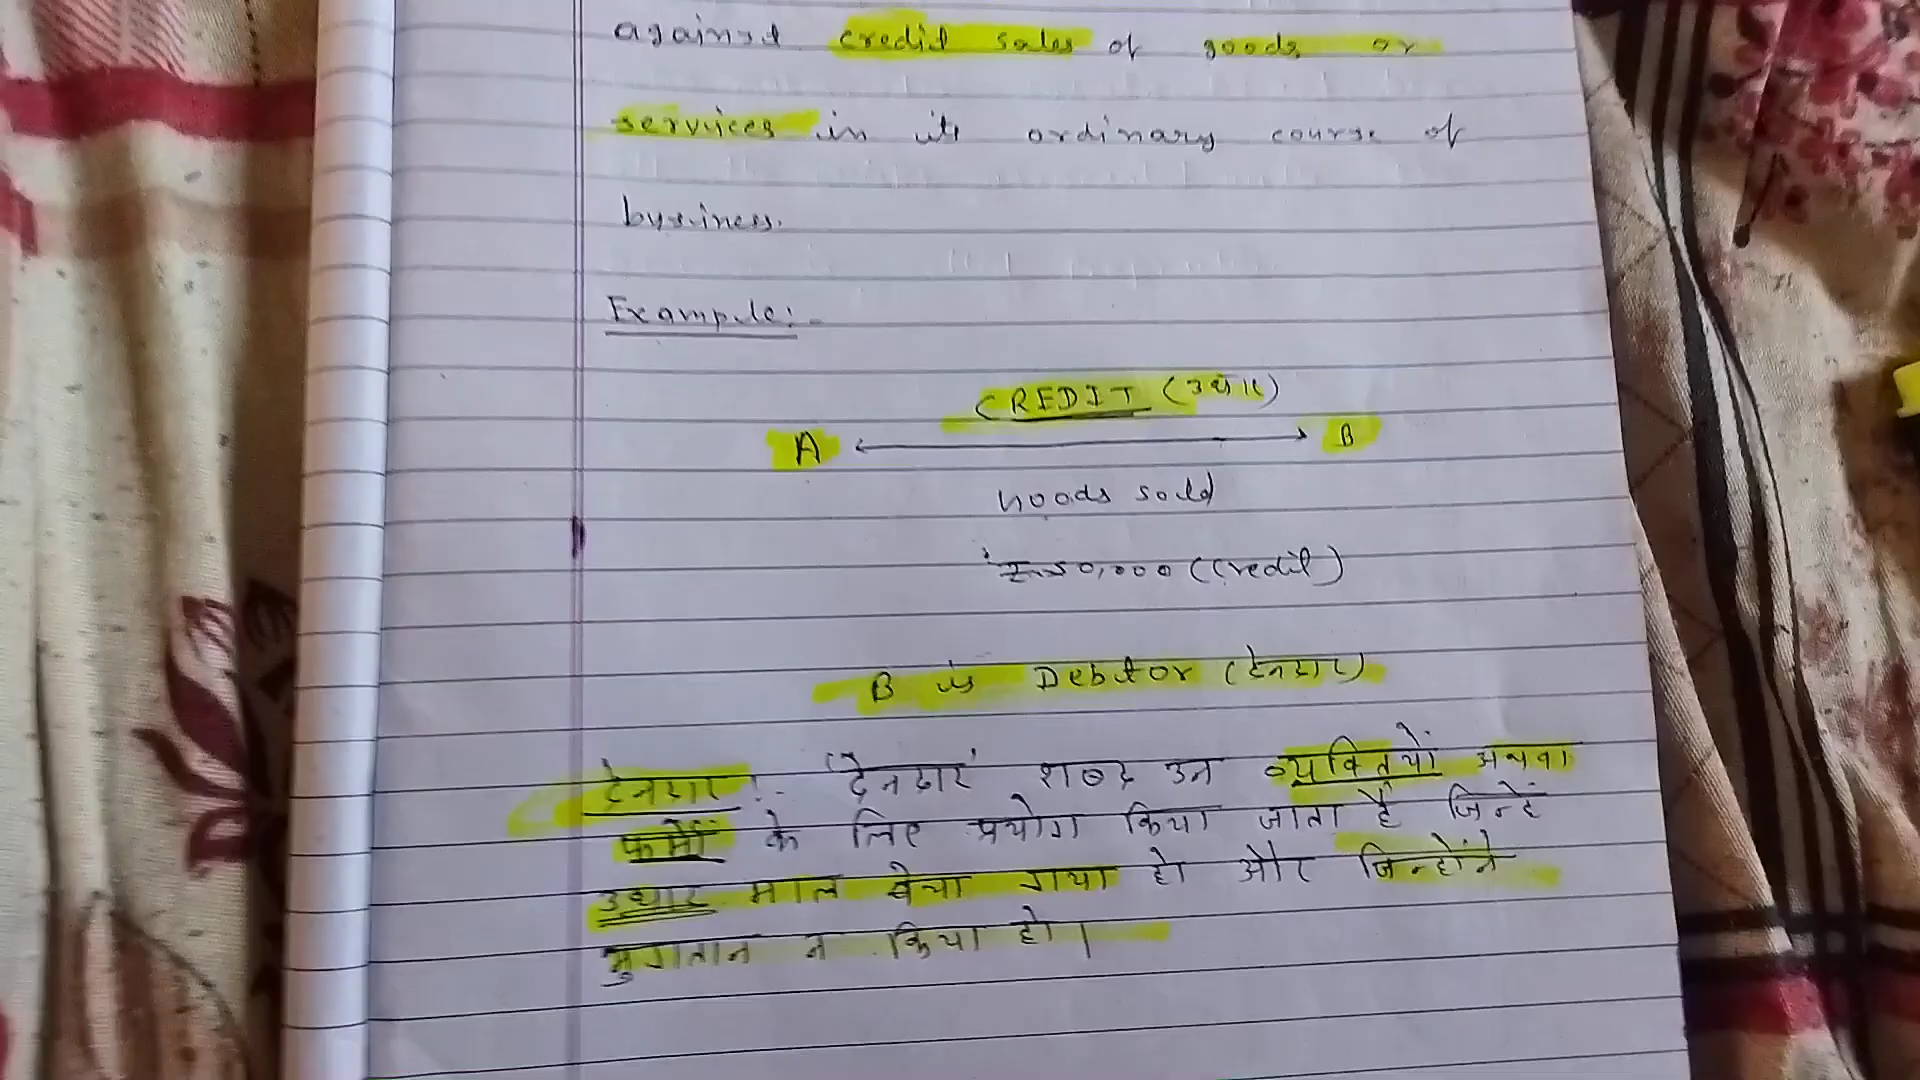 against credit sales of goods or
services in its ordinary course of
business.
Example:-
CREDIT (उधार)
A B
Goods sold
₹50,000 (Credit)
B is Debtor (देनदार)
देनदार:- 'देनदार' शब्द उन व्यक्तियों अथवा
फर्मों के लिए प्रयोग किया जाता है जिन्हें
उधार माल बेचा गया हो और जिन्होंने
भुगतान न किया हो।